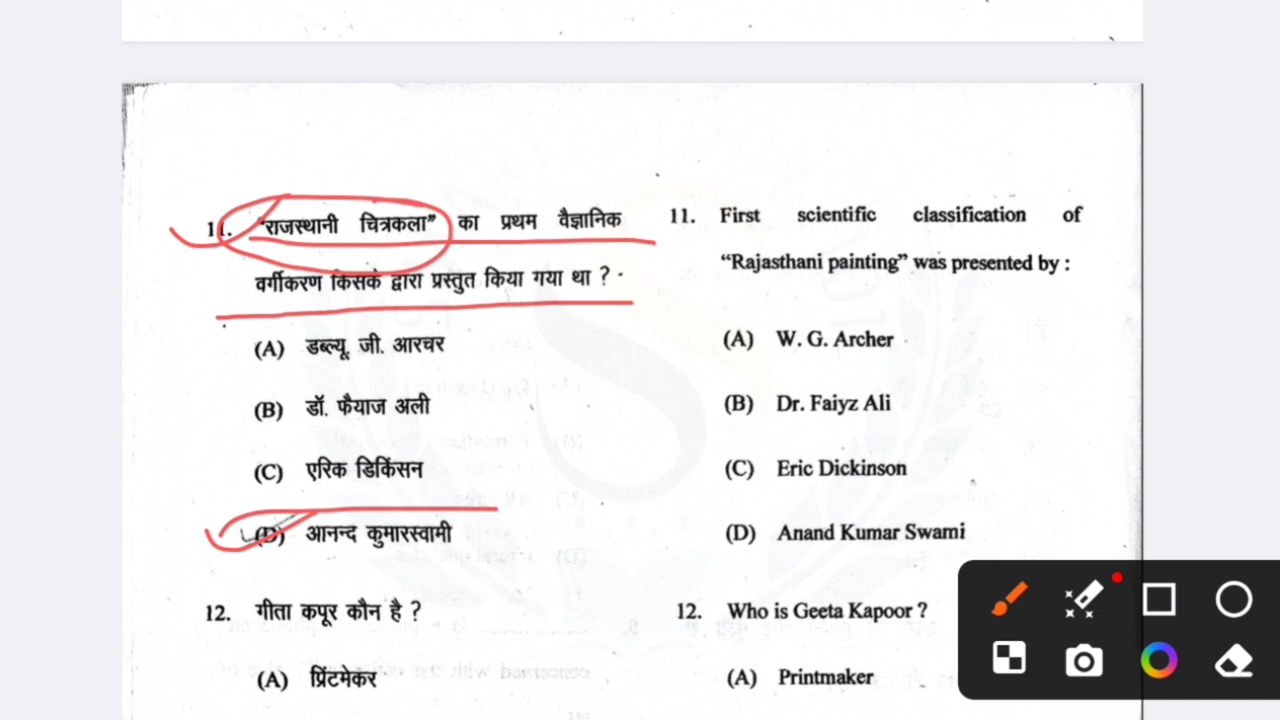 11. "राजस्थानी चित्रकला" का प्रथम वैज्ञानिक
वर्गीकरण किसके द्वारा प्रस्तुत किया गया था ?
(A) डब्ल्यू. जी. आरचर
(B) डॉ. फैयाज अली
(C) एरिक डिकिंसन
(D) आनन्द कुमारस्वामी
12. गीता कपूर कौन है ?
(A) प्रिंटमेकर
11. First scientific classification of
"Rajasthani painting" was presented by :
(A) W. G. Archer
(B) Dr. Faiyz Ali
(C) Eric Dickinson
(D) Anand Kumar Swami
12. Who is Geeta Kapoor ?
(A) Printmaker